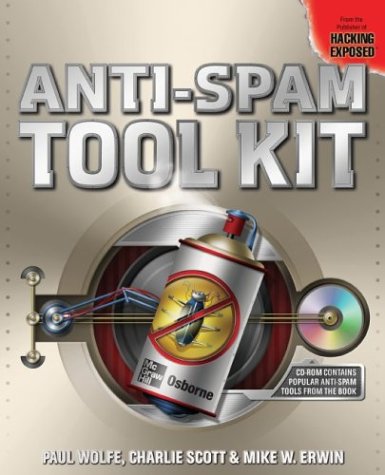 From the
Publisher of
HACKING
EXPOSED
ANTI-SPAM
TOOL KIT
Mc
Graw
Hill
Osborne
CD-ROM CONTAINS
POPULAR ANTI-SPAM
TOOLS FROM THE BOOK
PAUL WOLFE, CHARLIE SCOTT & MIKE W. ERWIN